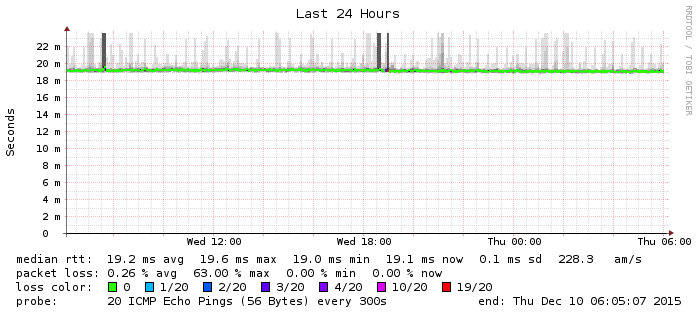 Last 24 Hours
RRDTOOL / TOBI OETIKER
Seconds
22 m
20 m
18 m
16 m
14 m
12 m
10 m
8 m
6 m
4 m
2 m
0
Wed 12:00 Wed 18:00 Thu 00:00 Thu 06:00
median rtt: 19.2 ms avg 19.6 ms max 19.0 ms min 19.1 ms now 0.1 ms sd 228.3 am/s
packet loss: 0.26 % avg 63.00 % max 0.00 % min 0.00 % now
loss color: 0 1/20 2/20 3/20 4/20 10/20 19/20
probe: 20 ICMP Echo Pings (56 Bytes) every 300s end: Thu Dec 10 06:05:07 2015